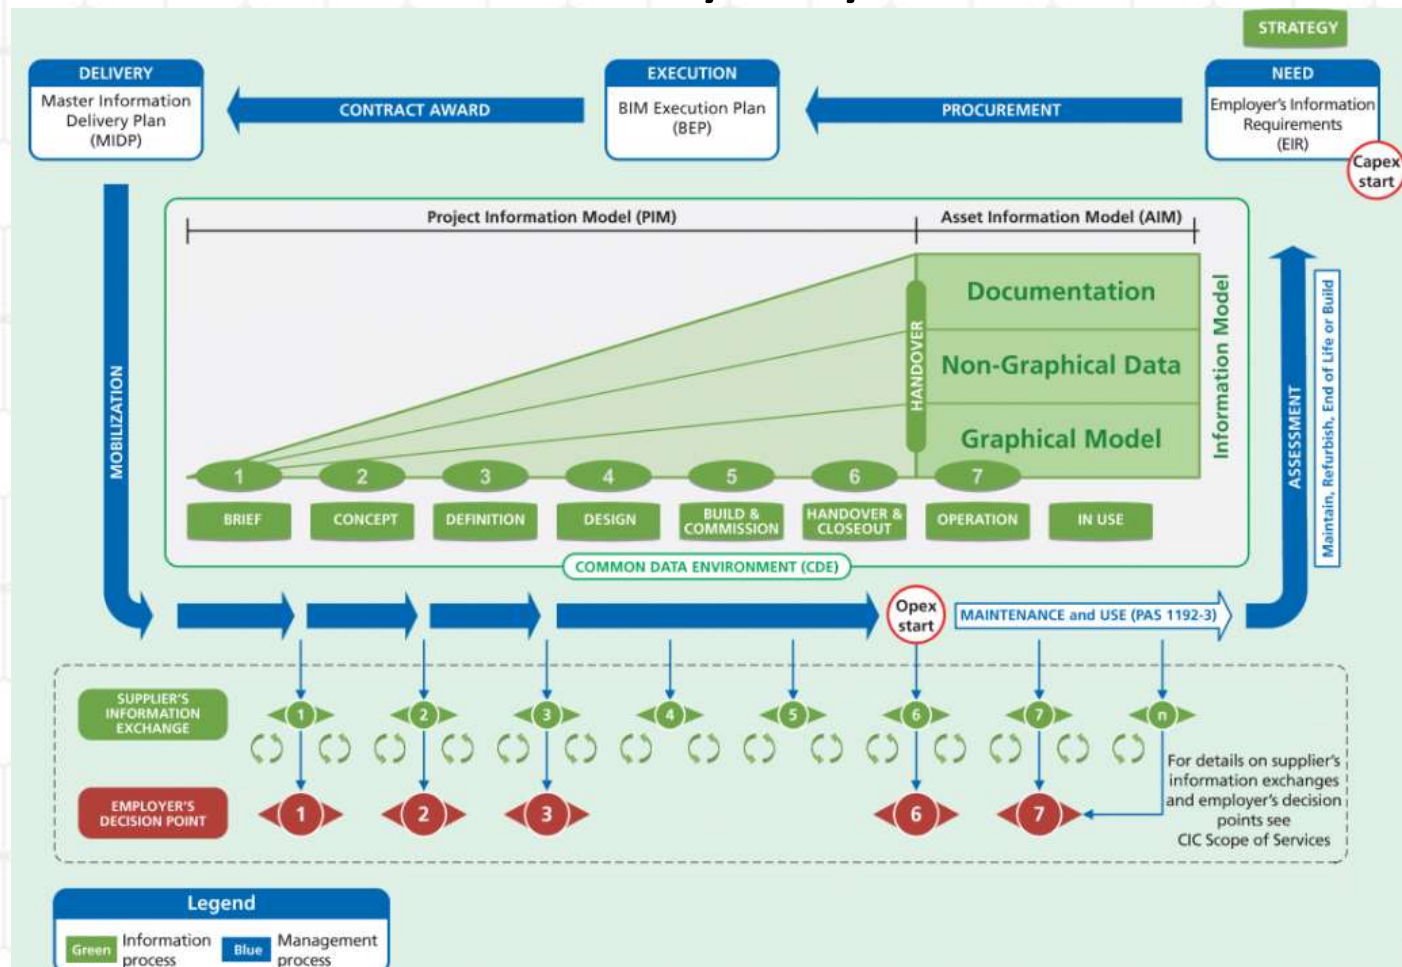 STRATEGY
DELIVERY
Master Information
Delivery Plan
(MIDP)
CONTRACT AWARD
EXECUTION
BIM Execution Plan
(BEP)
PROCUREMENT
NEED
Employer's Information
Requirements
(EIR)
Capex
start
Project Information Model (PIM)
Asset Information Model (AIM)
MOBILIZATION
HANDOVER
Documentation
Non-Graphical Data
Graphical Model
Information Model
ASSESSMENT
Maintain, Refurbish, End of Life or Build
1
2
3
4
5
6
7
BRIEF
CONCEPT
DEFINITION
DESIGN
BUILD &
COMMISSION
HANDOVER &
CLOSEOUT
OPERATION
IN USE
COMMON DATA ENVIRONMENT (CDE)
Opex
start
MAINTENANCE and USE (PAS 1192-3)
SUPPLIER'S
INFORMATION
EXCHANGE
1
2
3
4
5
6
7
n
For details on supplier's
information exchanges
and employer's decision
points see
CIC Scope of Services
EMPLOYER'S
DECISION POINT
1
2
3
6
7
Legend
Green
Information
process
Blue
Management
process